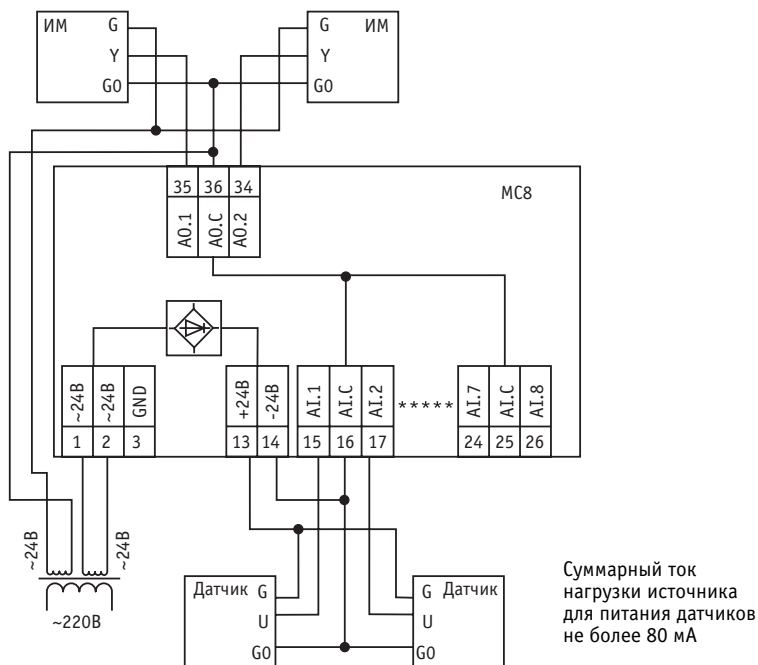 ИМ G
Y
G0
G ИМ
Y
G0
35 36 34
AO.1 AO.C AO.2
MC8
~24В ~24В GND
1 2 3
+24В -24В
13 14
AI.1 AI.C AI.2
15 16 17
*****
AI.7 AI.C AI.8
24 25 26
~24В
~24В
~220В
Датчик G
U
G0
G Датчик
U
G0
Суммарный ток
нагрузки источника
для питания датчиков
не более 80 мА